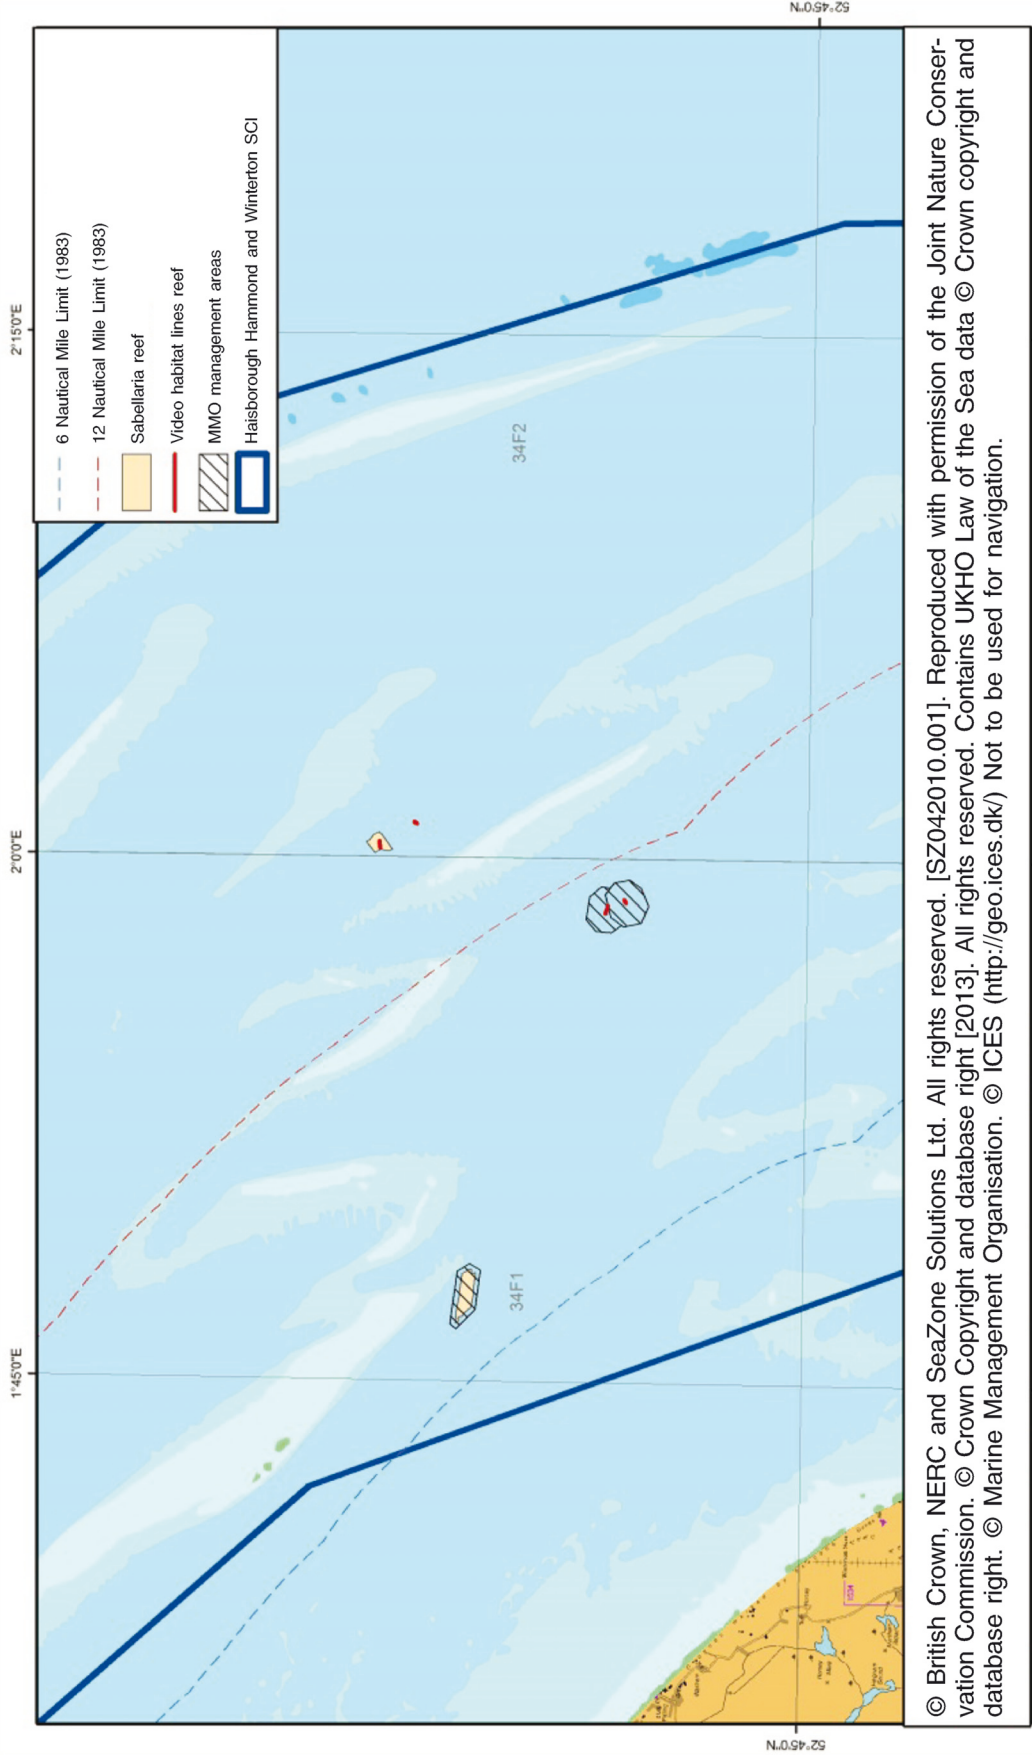 1°45'0"E
2°0'0"E
2°15'0"E
6 Nautical Mile Limit (1983)
12 Nautical Mile Limit (1983)
Sabellaria reef
Video habitat lines reef
MMO management areas
Haisborough Hammond and Winterton SCI
34F1
34F2
52°45'0"N
52°45'0"N
© British Crown, NERC and SeaZone Solutions Ltd. All rights reserved. [SZ042010.001]. Reproduced with permission of the Joint Nature Conser-
vation Commission. © Crown Copyright and database right [2013]. All rights reserved. Contains UKHO Law of the Sea data © Crown copyright and
database right. © Marine Management Organisation. © ICES (http://geo.ices.dk/) Not to be used for navigation.